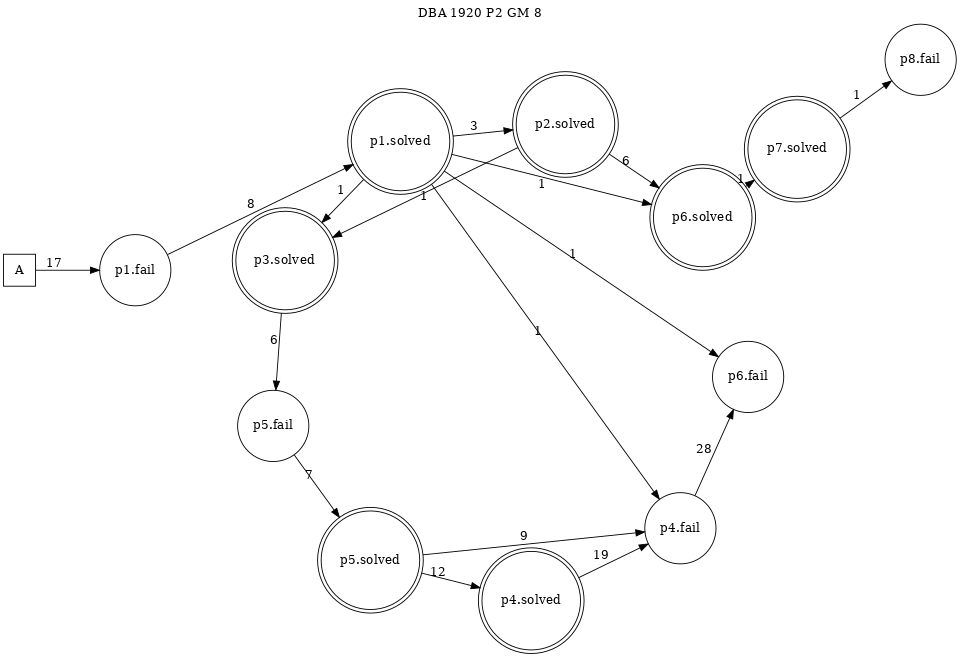 DBA 1920 P2 GM 8
p8.fail
1
p7.solved
p2.solved
3
p1.solved
6
1
1
1
1
8
p6.solved
p3.solved
1
A
17
p1.fail
6
1
p6.fail
p5.fail
28
7
p4.fail
9
19
p5.solved
12
p4.solved